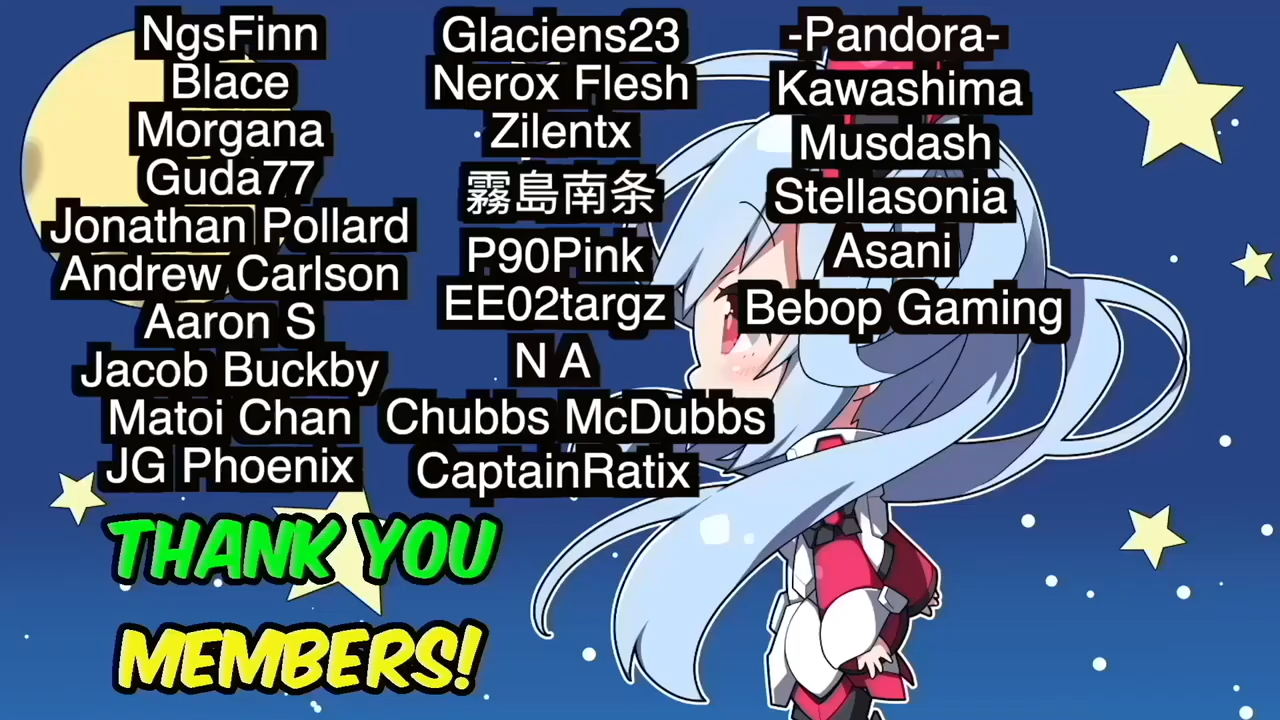 NgsFinn
Blace
Morgana
Guda77
Jonathan Pollard
Andrew Carlson
Aaron S
Jacob Buckby
Matoi Chan
JG Phoenix
Glaciens23
Nerox Flesh
Zilentx
霧島南条
P90Pink
EE02targz
N A
Chubbs McDubbs
CaptainRatix
-Pandora-
Kawashima
Musdash
Stellasonia
Asani
Bebop Gaming
THANK YOU
MEMBERS!